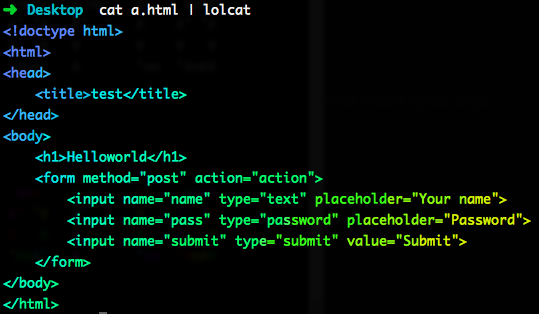 ➜ Desktop cat a.html | lolcat
<!doctype html>
<html>
<head>
    <title>test</title>
</head>
<body>
    <h1>Helloworld</h1>
    <form method="post" action="action">
        <input name="name" type="text" placeholder="Your name">
        <input name="pass" type="password" placeholder="Password">
        <input name="submit" type="submit" value="Submit">
    </form>
</body>
</html>